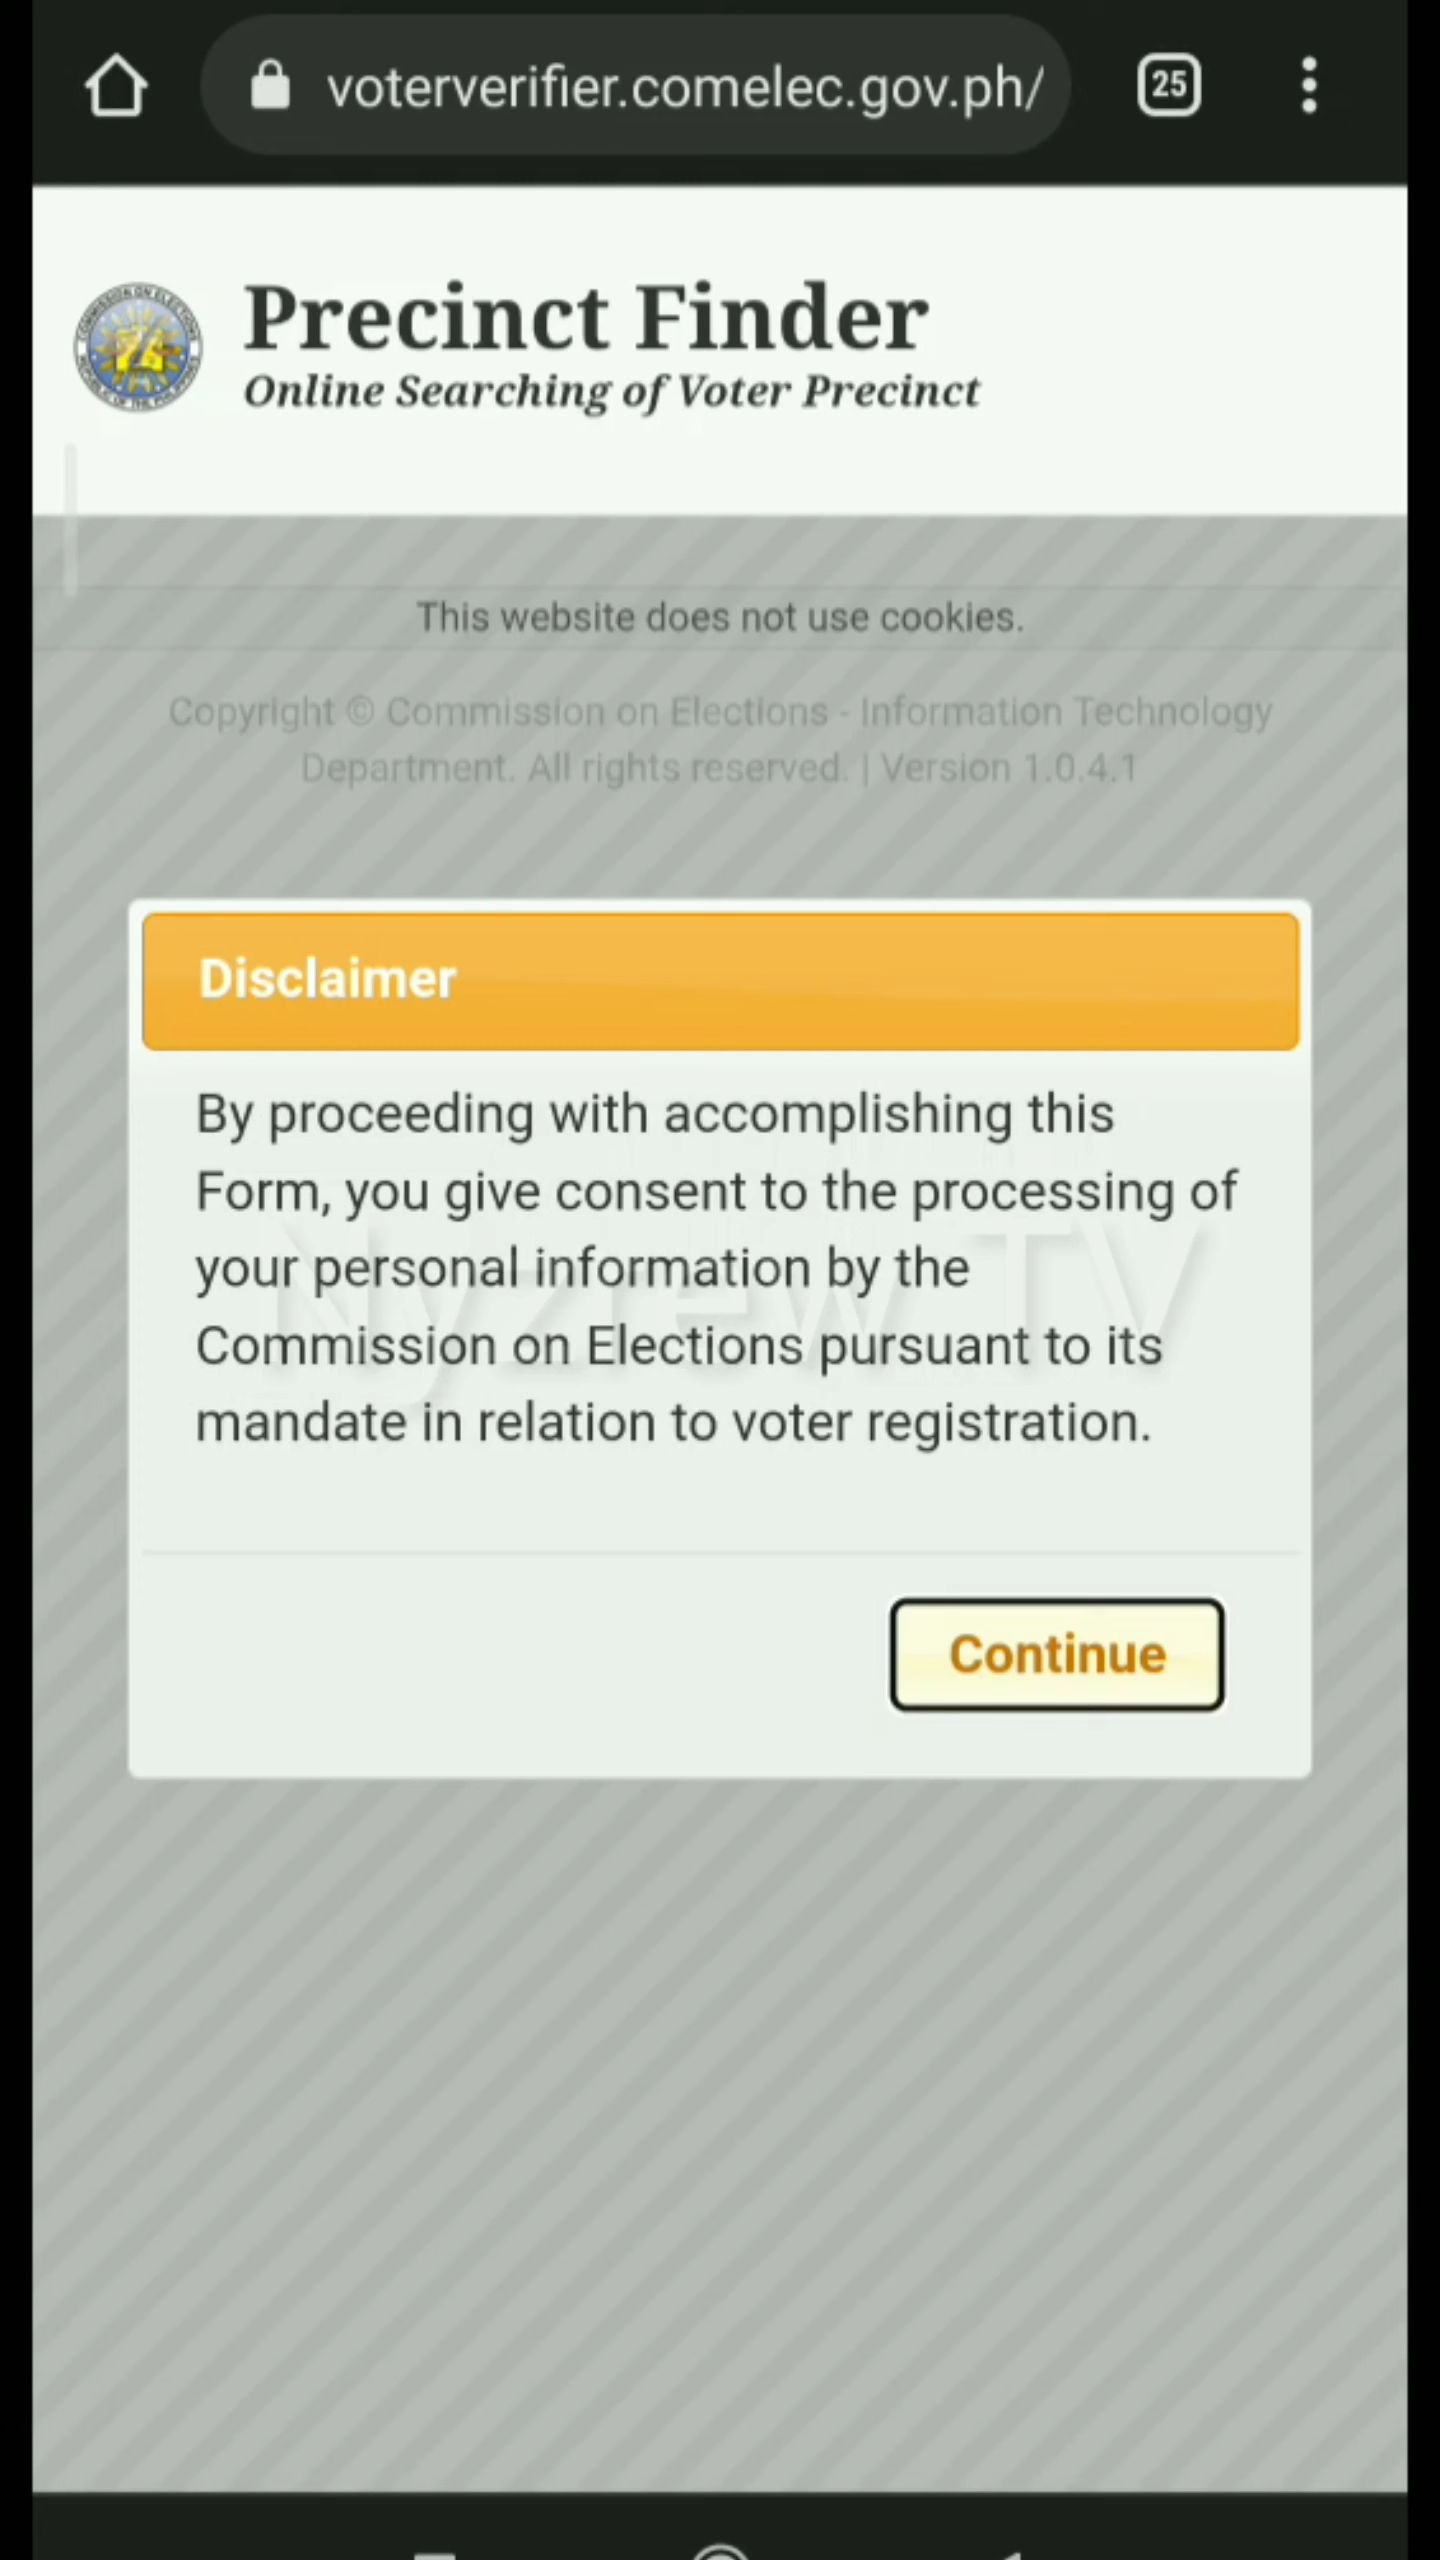 voterverifier.comelec.gov.ph/
25
Precinct Finder
Online Searching of Voter Precinct
This website does not use cookies.
Copyright © Commission on Elections - Information Technology
Department. All rights reserved. | Version 1.0.4.1
Disclaimer
By proceeding with accomplishing this
Form, you give consent to the processing of
your personal information by the
Commission on Elections pursuant to its
mandate in relation to voter registration.
Continue